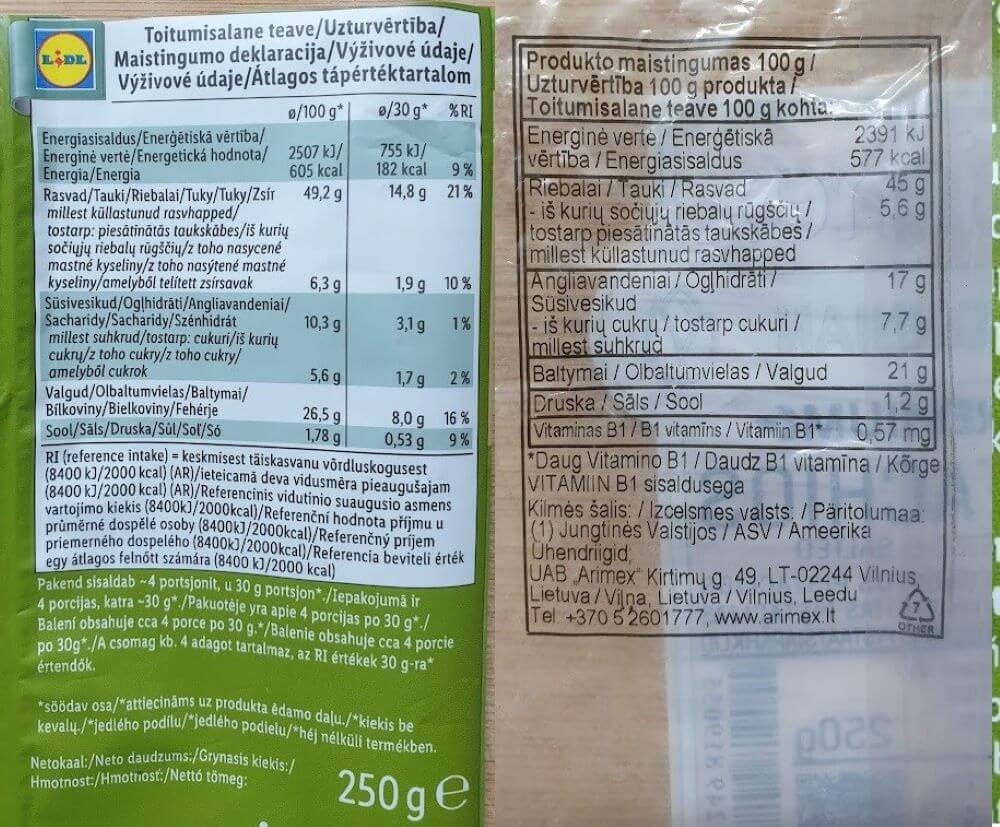 LIDL
Toitumisalane teave/Uzturvērtība/
Maistingumo deklaracija/Výživové údaje/
Výživové údaje/Átlagos tápértéktartalom
ø/100 g* ø/30 g* %RI
Energiasisaldus/Enerģētiskā vērtība/
Energinė vertė/Energetická hodnota/ 2507 kJ/ 755 kJ/
Energia/Energia 605 kcal 182 kcal 9 %
Rasvad/Tauki/Riebalai/Tuky/Tuky/Zsír 49,2 g 14,8 g 21 %
millest küllastunud rasvhapped/
tostarp: piesātinātās taukskābes/iš kurių
sočiųjų riebalų rūgščių/z toho nasycené
mastné kyseliny/z toho nasýtené mastné
kyseliny/amelyből telített zsírsavak 6,3 g 1,9 g 10 %
Süsivesikud/Ogļhidrāti/Angliavandeniai/
Sacharidy/Sacharidy/Szénhidrát 10,3 g 3,1 g 1 %
millest suhkrud/tostarp: cukuri/iš kurių
cukrų/z toho cukry/z toho cukry/
amelyből cukrok 5,6 g 1,7 g 2 %
Valgud/Olbaltumvielas/Baltymai/
Bílkoviny/Bielkoviny/Fehérje 26,5 g 8,0 g 16 %
Sool/Sāls/Druska/Sůl/Soľ/Só 1,78 g 0,53 g 9 %
RI (reference intake) = keskmisest täiskasvanu võrdluskogusest
(8400 kJ/2000 kcal) (AR)/ieteicamā deva vidusmēra pieaugušajam
(8400 kJ/2000 kcal) (AR)/Referencinis vidutinio suaugusio asmens
vartojimo kiekis (8400kJ/2000kcal)/Referenční hodnota příjmu u
průměrné dospělé osoby (8400kJ/2000kcal)/Referenčný príjem
priemerného dospelého (8400kJ/2000kcal)/Referencia beviteli érték
egy átlagos felnőtt számára (8400 kJ/2000 kcal)
Pakend sisaldab ~4 portsjonit, u 30 g portsjon*./Iepakojumā ir
4 porcijas, katra ~30 g*./Pakuotėje yra apie 4 porcijas po 30 g*./
Balení obsahuje cca 4 porce po 30 g.*/Balenie obsahuje cca 4 porcie
po 30g*./A csomag kb. 4 adagot tartalmaz, az RI értékek 30 g-ra*
értendők.
*söödav osa/*attiecināms uz produkta ēdamo daļu./*kiekis be
kevalų./*jedlého podílu/*jedlého podielu/*héj nélküli termékben.
Netokaal:/Neto daudzums:/Grynasis kiekis:/
Hmotnost:/Hmotnosť:/Nettó tömeg:
250 g e
Produkto maistingumas 100 g /
Uzturvērtība 100 g produkta /
Toitumisalane teave 100 g kohta:
Energinė vertė / Enerģētiskā 2391 kJ
vērtība / Energiasisaldus 577 kcal
Riebalai / Tauki / Rasvad 45 g
- iš kurių sočiųjų riebalų rūgščių / 5,6 g
tostarp piesātinātās taukskābes /
millest küllastunud rasvhapped
Angliavandeniai / Ogļhidrāti / 17 g
Süsivesikud
- iš kurių cukrų / tostarp cukuri / 7,7 g
millest suhkrud
Baltymai / Olbaltumvielas / Valgud 21 g
Druska / Sāls / Sool 1,2 g
Vitaminas B1 / B1 vitamīns / Vitamiin B1* 0,57 mg
*Daug Vitamino B1 / Daudz B1 vitamīna / Kõrge
VITAMIIN B1 sisaldusega
Kilmės šalis: / Izcelsmes valsts: / Päritolumaa:
(1) Jungtinės Valstijos / ASV / Ameerika
Ühendriigid;
UAB „Arimex" Kirtimų g. 49, LT-02244 Vilnius,
Lietuva / Viļņa, Lietuva / Vilnius, Leedu
Tel. +370 5 2601777, www.arimex.lt
7
OTHER
250g